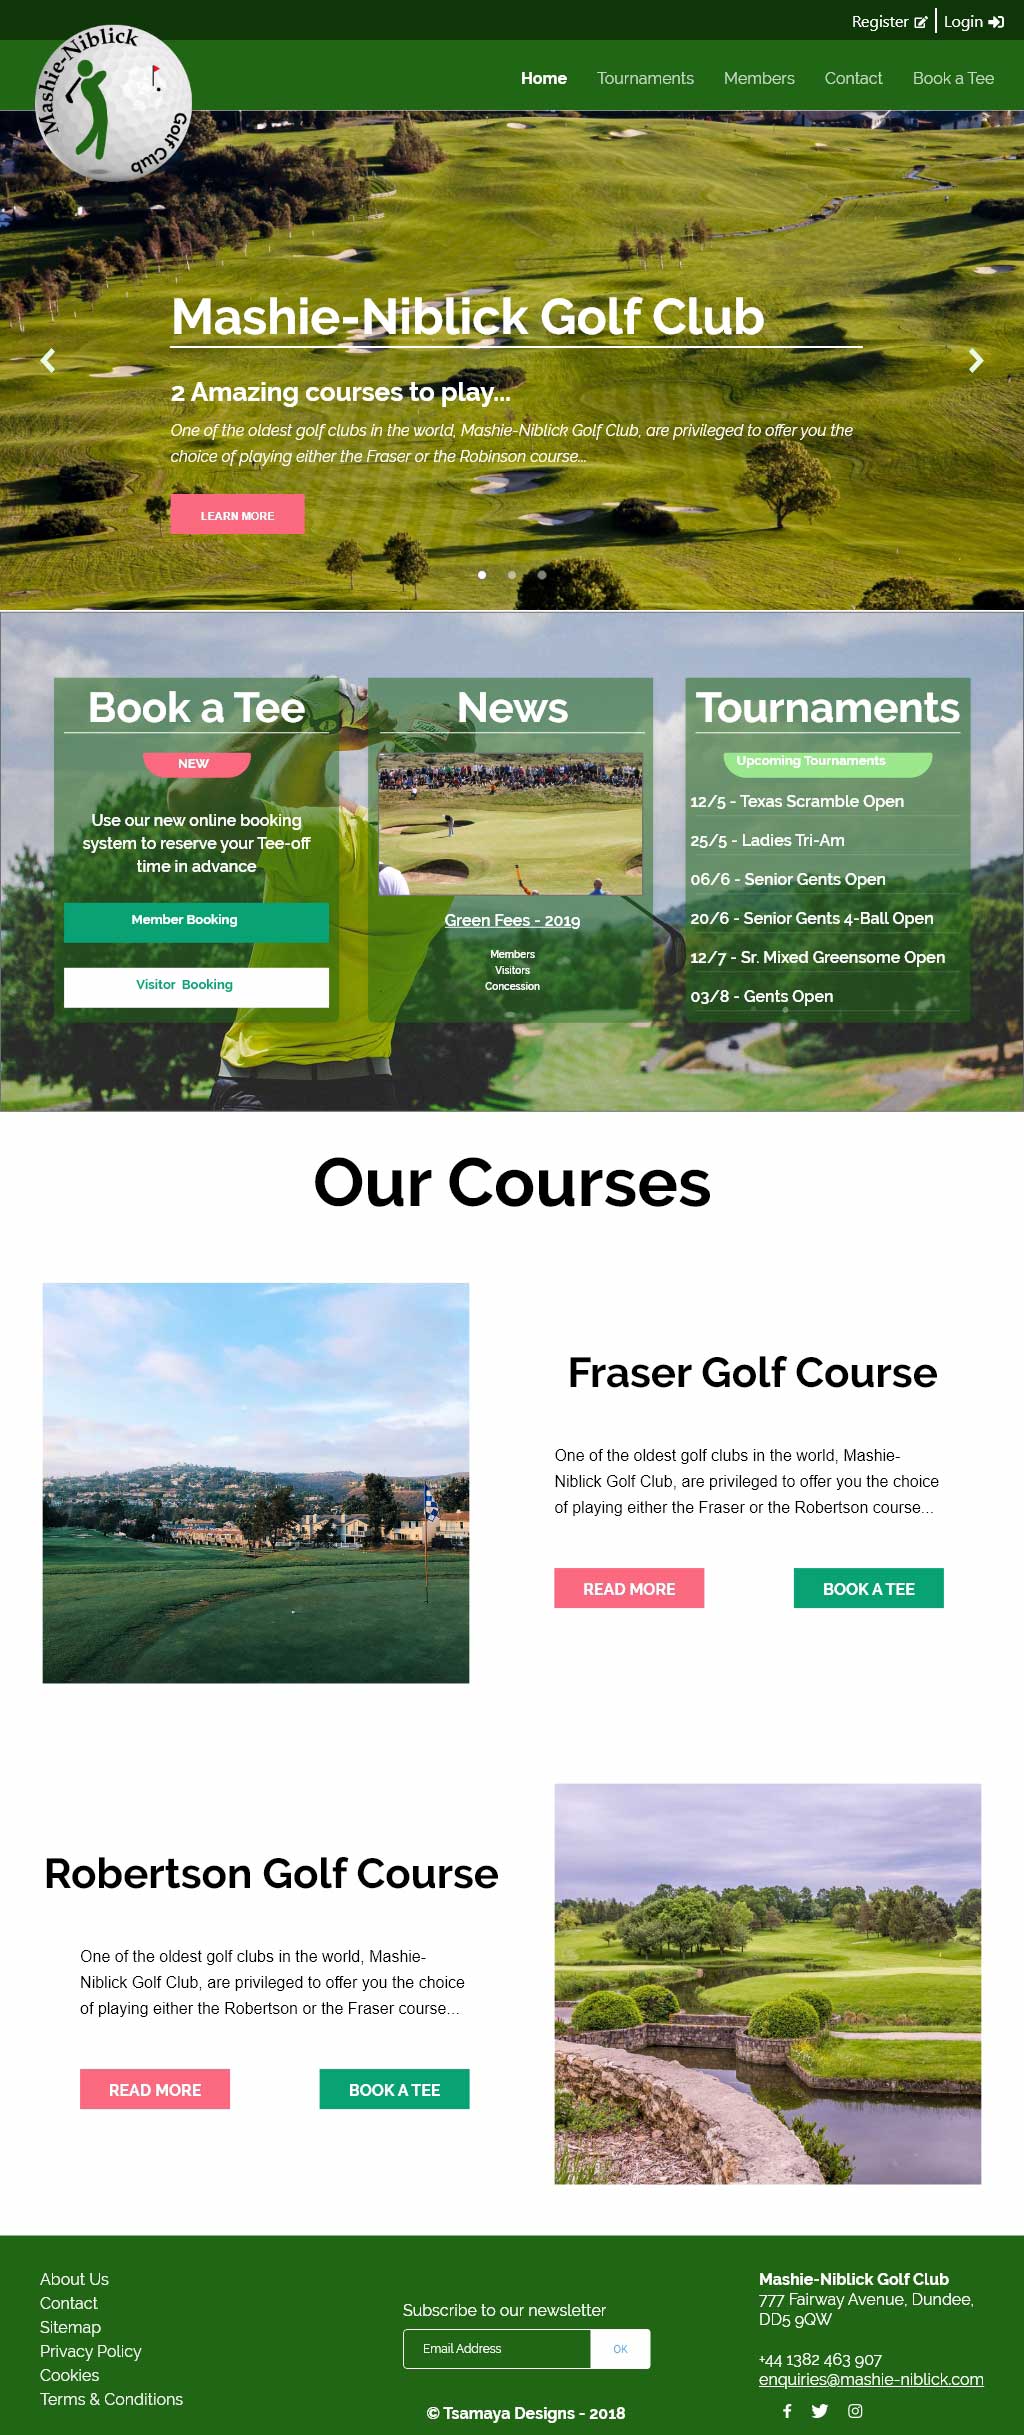 Register
Login
Mashie-Niblick
Golf Club
Home
Tournaments
Members
Contact
Book a Tee
Mashie-Niblick Golf Club
2 Amazing courses to play...
One of the oldest golf clubs in the world, Mashie-Niblick Golf Club, are privileged to offer you the
choice of playing either the Fraser or the Robinson course...
LEARN MORE
Book a Tee
NEW
Use our new online booking
system to reserve your Tee-off
time in advance
Member Booking
Visitor Booking
News
Green Fees - 2019
Members
Visitors
Concession
Tournaments
Upcoming Tournaments
12/5 - Texas Scramble Open
25/5 - Ladies Tri-Am
06/6 - Senior Gents Open
20/6 - Senior Gents 4-Ball Open
12/7 - Sr. Mixed Greensome Open
03/8 - Gents Open
Our Courses
Fraser Golf Course
One of the oldest golf clubs in the world, Mashie-
Niblick Golf Club, are privileged to offer you the choice
of playing either the Fraser or the Robertson course...
READ MORE
BOOK A TEE
Robertson Golf Course
One of the oldest golf clubs in the world, Mashie-
Niblick Golf Club, are privileged to offer you the choice
of playing either the Robertson or the Fraser course...
READ MORE
BOOK A TEE
About Us
Contact
Sitemap
Privacy Policy
Cookies
Terms & Conditions
Subscribe to our newsletter
Email Address
OK
© Tsamaya Designs - 2018
Mashie-Niblick Golf Club
777 Fairway Avenue, Dundee,
DD5 9QW
+44 1382 463 907
enquiries@mashie-niblick.com